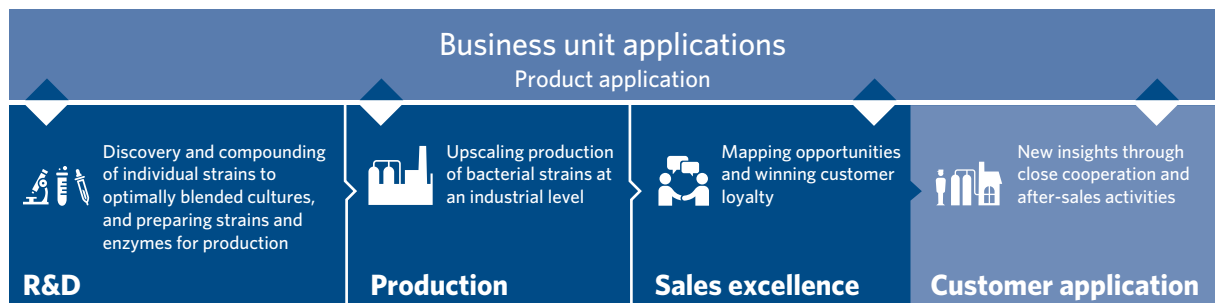 Business unit applications
Product application
Discovery and compounding
of individual strains to
optimally blended cultures,
and preparing strains and
enzymes for production
R&D
Upscaling production
of bacterial strains at
an industrial level
Production
Mapping opportunities
and winning customer
loyalty
Sales excellence
New insights through
close cooperation and
after-sales activities
Customer application